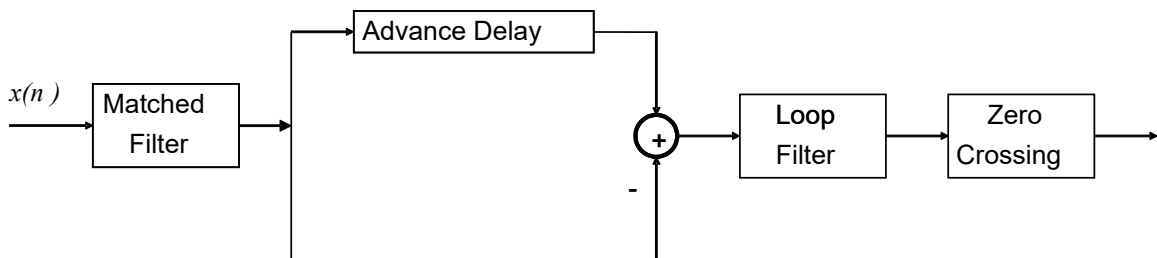 Advance Delay
x(n )
Matched
Filter
+
-
Loop
Filter
Zero
Crossing